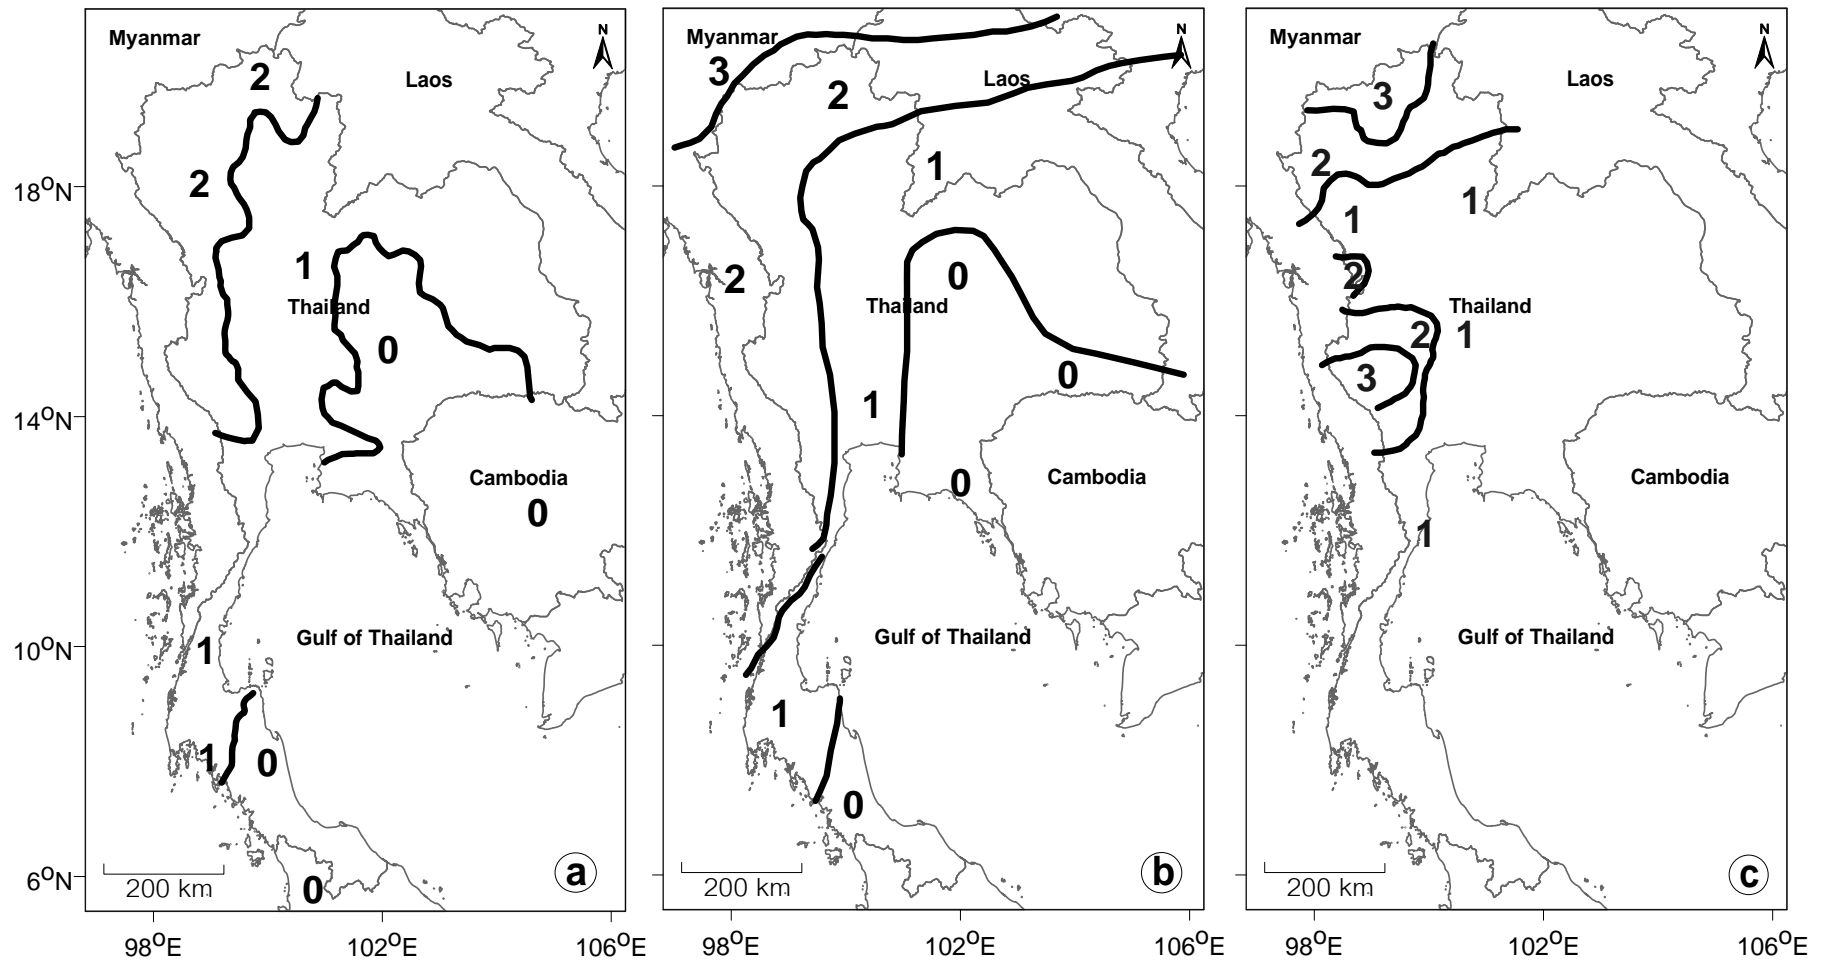 Myanmar
N
2
Laos
2
18°N
1
Thailand
0
14°N
Cambodia
0
Gulf of Thailand
1
10°N
1
0
200 km
0
a
6°N
98°E
102°E
106°E
Myanmar
N
3
Laos
2
1
2
0
Thailand
0
1
Cambodia
0
Gulf of Thailand
1
0
200 km
b
98°E
102°E
106°E
Myanmar
N
Laos
3
2
1
1
2
Thailand
2
1
3
Cambodia
1
Gulf of Thailand
200 km
c
98°E
102°E
106°E